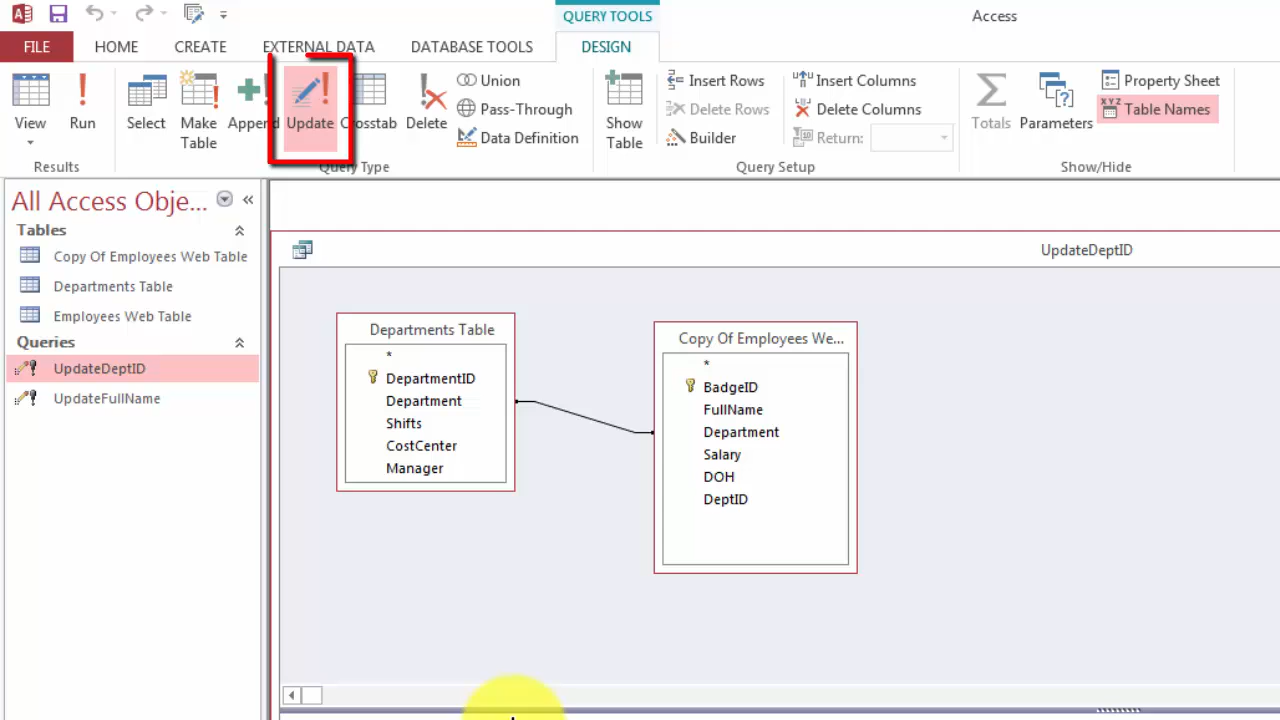 QUERY TOOLS
Access
FILE HOME CREATE EXTERNAL DATA DATABASE TOOLS DESIGN
View
Run
Results
Select
Make
Table
Append
Update
Crosstab
Delete
Union
Pass-Through
Data Definition
Query Type
Show
Table
Insert Rows
Delete Rows
Builder
Insert Columns
Delete Columns
Return:
Query Setup
Totals
Parameters
Property Sheet
XYZ Table Names
Show/Hide
All Access Obje... «
Tables
Copy Of Employees Web Table
Departments Table
Employees Web Table
Queries
UpdateDeptID
UpdateFullName
UpdateDeptID
Departments Table
*
DepartmentID
Department
Shifts
CostCenter
Manager
Copy Of Employees We...
*
BadgeID
FullName
Department
Salary
DOH
DeptID